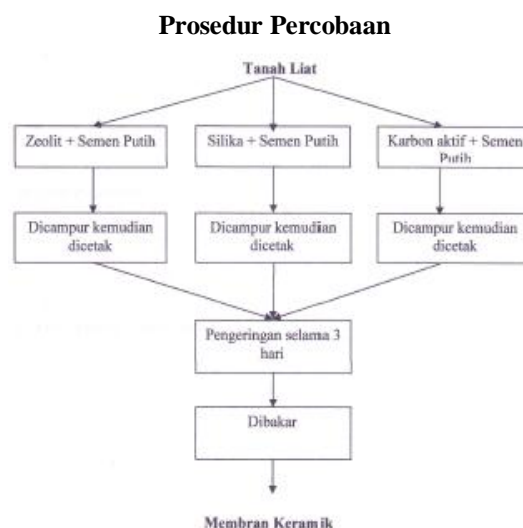 Prosedur Percobaan
Tanah Liat
Zeolit + Semen Putih
Silika + Semen Putih
Karbon aktif + Semen
Putih
Dicampur kemudian
dicetak
Dicampur kemudian
dicetak
Dicampur kemudian
dicetak
Pengeringan selama 3
hari
Dibakar
Membran Keramik